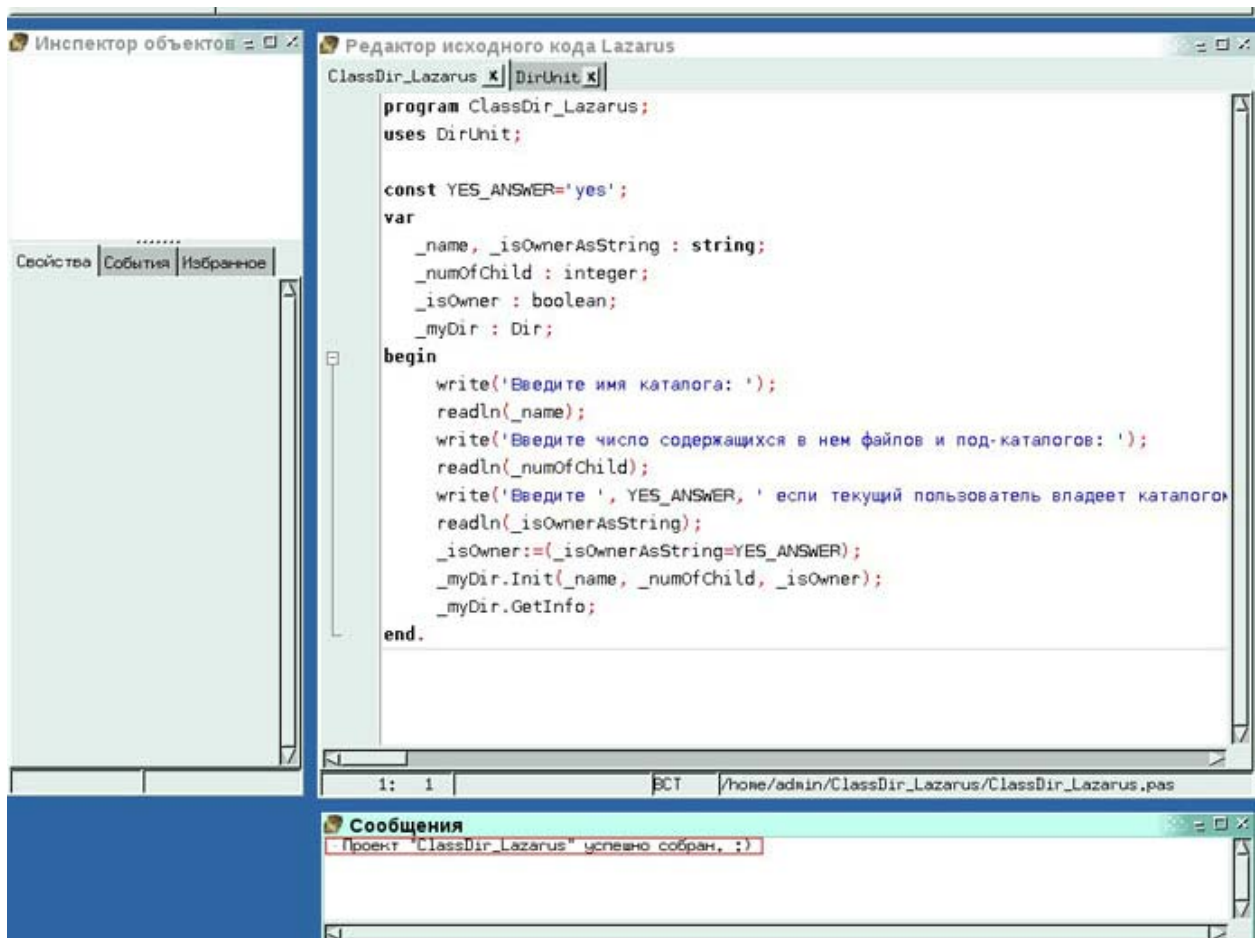 Инспектор объектов
Свойства События Избранное
Редактор исходного кода Lazarus
ClassDir_Lazarus DirUnit
program ClassDir_Lazarus;
uses DirUnit;
const YES_ANSWER='yes';
var
_name, _isOwnerAsString : string;
_numOfChild : integer;
_isOwner : boolean;
_myDir : Dir;
begin
write('Введите имя каталога: ');
readln(_name);
write('Введите число содержащихся в нем файлов и под-каталогов: ');
readln(_numOfChild);
write('Введите ', YES_ANSWER, ' если текущий пользователь владеет каталогом
readln(_isOwnerAsString);
_isOwner:=(_isOwnerAsString=YES_ANSWER);
_myDir.Init(_name, _numOfChild, _isOwner);
_myDir.GetInfo;
end.
1: 1 ВСТ /home/admin/ClassDir_Lazarus/ClassDir_Lazarus.pas
Сообщения
Проект "ClassDir_Lazarus" успешно собран. :)